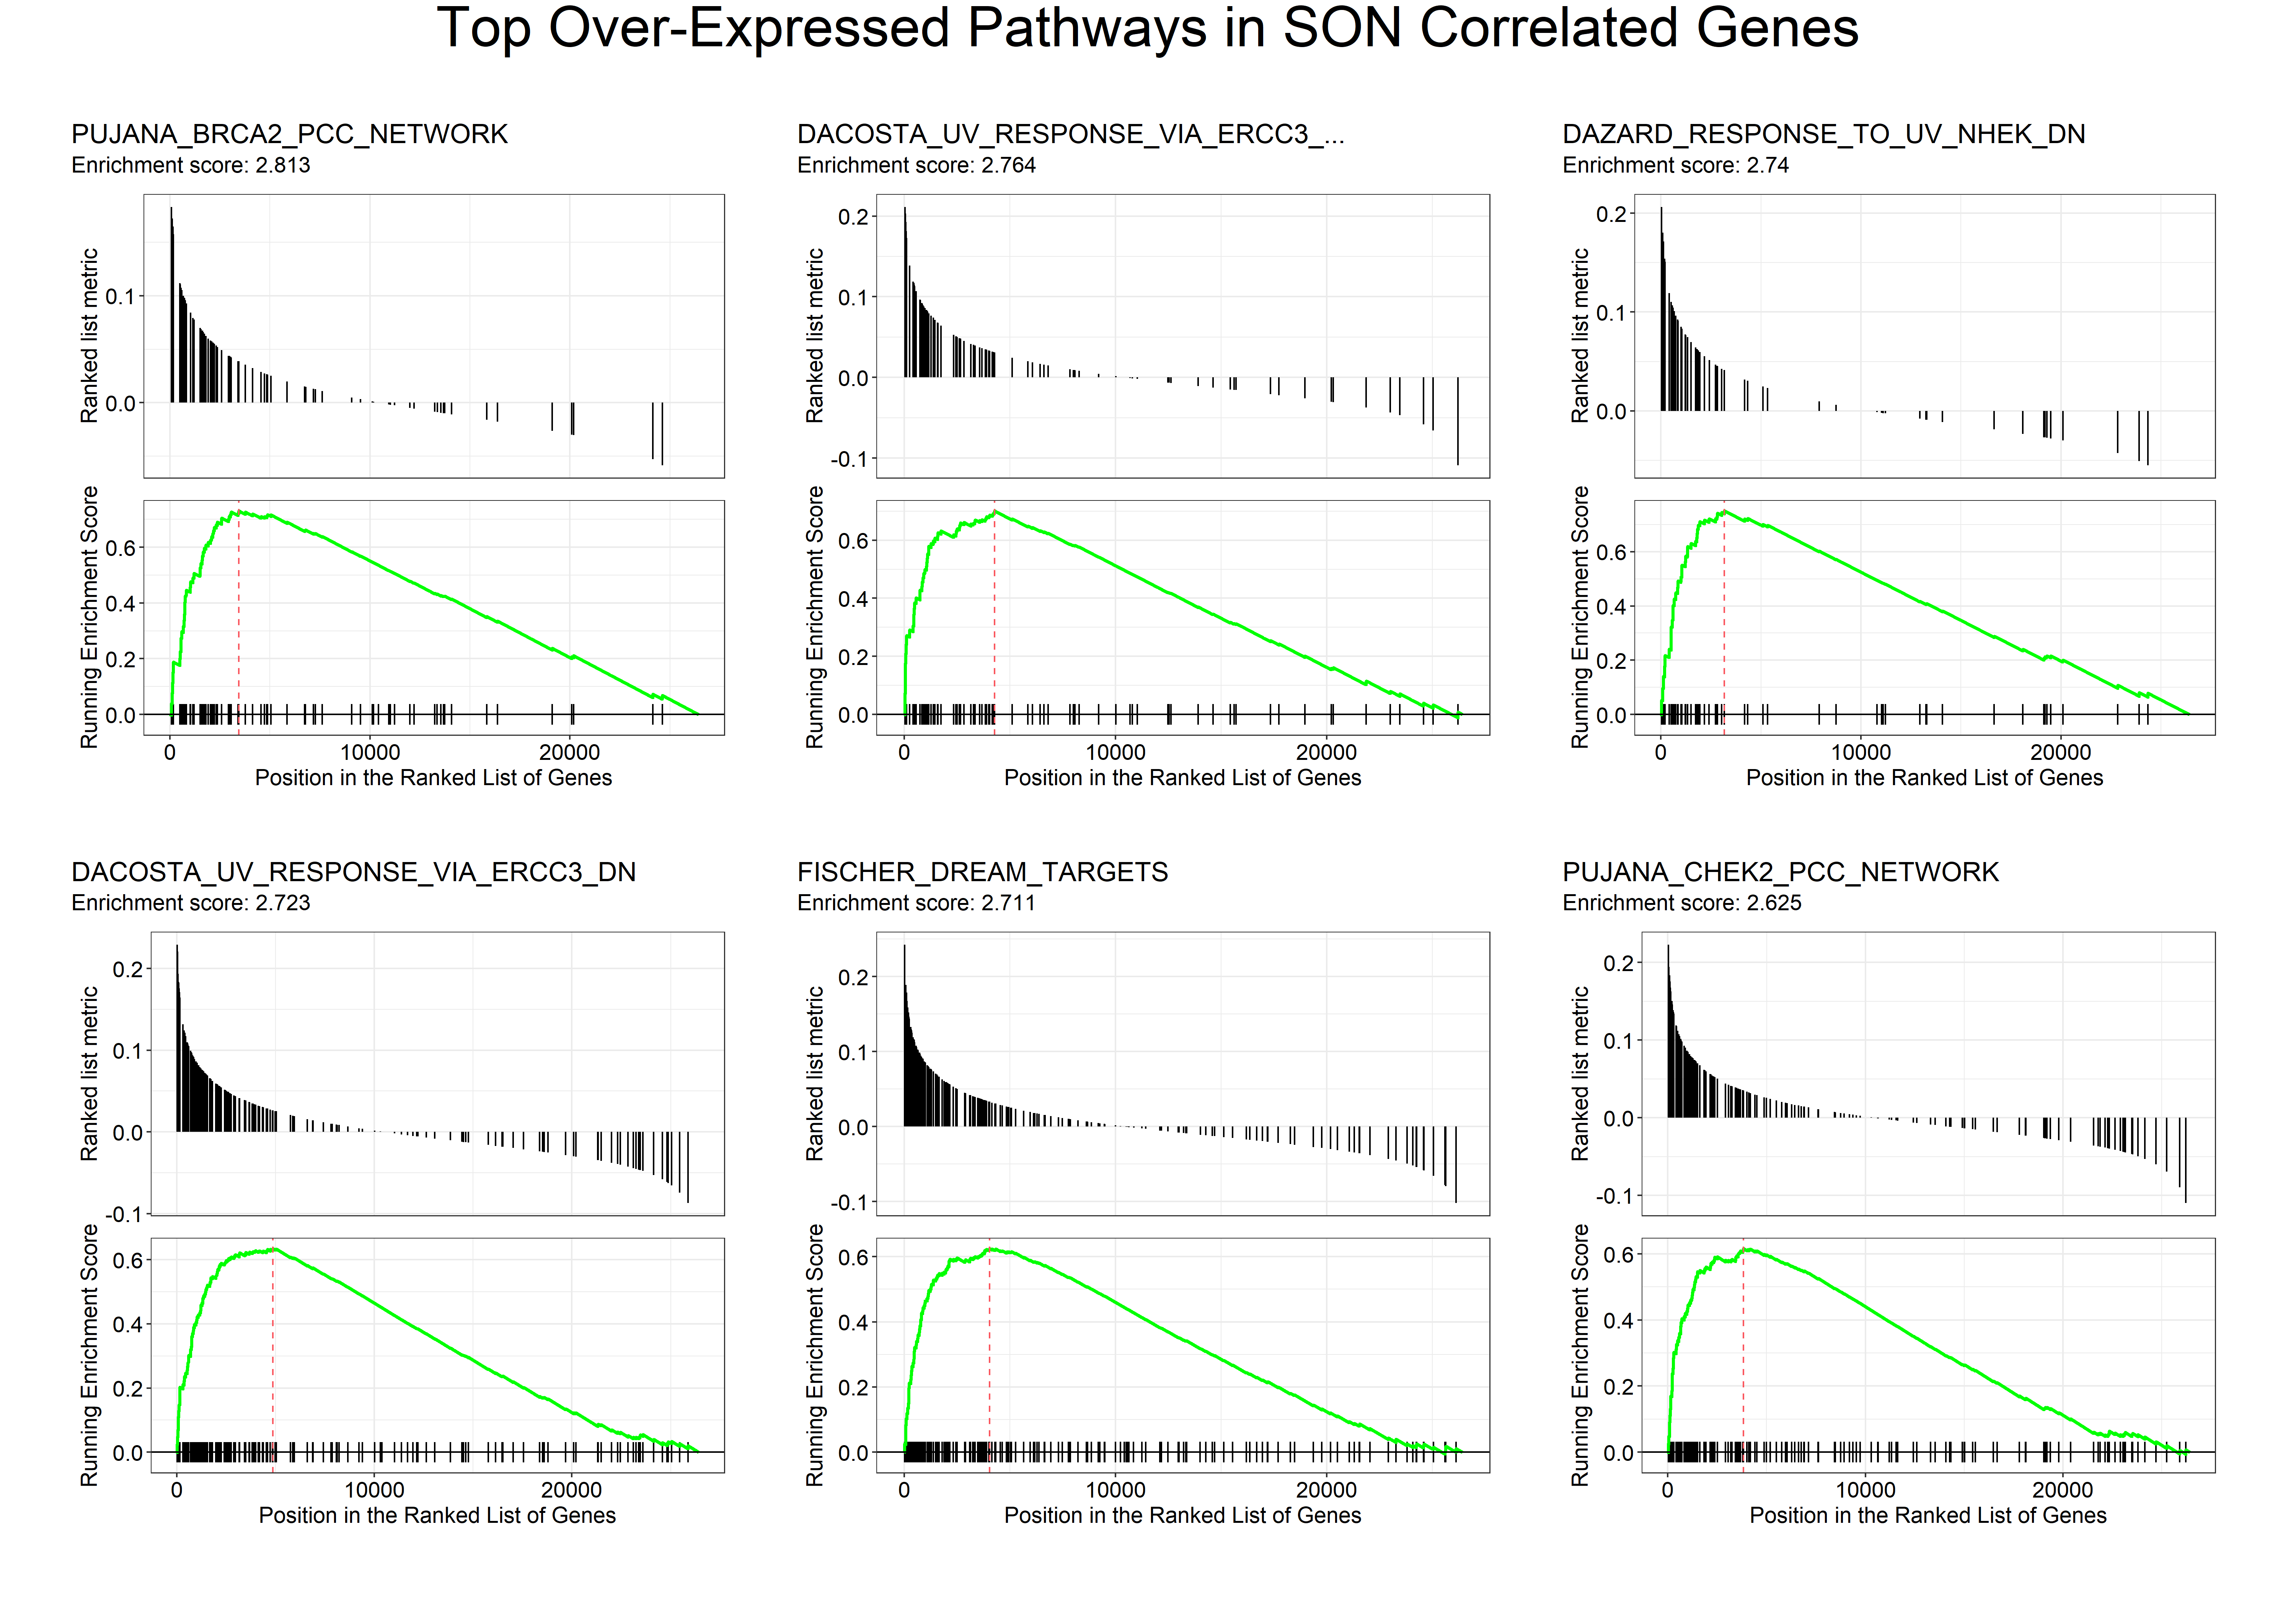 Top Over-Expressed Pathways in SON Correlated Genes
PUJANA_BRCA2_PCC_NETWORK
Enrichment score: 2.813
Ranked list metric
0.1
0.0
Running Enrichment Score
0.6
0.4
0.2
0.0
0 10000 20000
Position in the Ranked List of Genes
DACOSTA_UV_RESPONSE_VIA_ERCC3_...
Enrichment score: 2.764
Ranked list metric
0.2
0.1
0.0
-0.1
Running Enrichment Score
0.6
0.4
0.2
0.0
0 10000 20000
Position in the Ranked List of Genes
DAZARD_RESPONSE_TO_UV_NHEK_DN
Enrichment score: 2.74
Ranked list metric
0.2
0.1
0.0
Running Enrichment Score
0.6
0.4
0.2
0.0
0 10000 20000
Position in the Ranked List of Genes
DACOSTA_UV_RESPONSE_VIA_ERCC3_DN
Enrichment score: 2.723
Ranked list metric
0.2
0.1
0.0
-0.1
Running Enrichment Score
0.6
0.4
0.2
0.0
0 10000 20000
Position in the Ranked List of Genes
FISCHER_DREAM_TARGETS
Enrichment score: 2.711
Ranked list metric
0.2
0.1
0.0
-0.1
Running Enrichment Score
0.6
0.4
0.2
0.0
0 10000 20000
Position in the Ranked List of Genes
PUJANA_CHEK2_PCC_NETWORK
Enrichment score: 2.625
Ranked list metric
0.2
0.1
0.0
-0.1
Running Enrichment Score
0.6
0.4
0.2
0.0
0 10000 20000
Position in the Ranked List of Genes